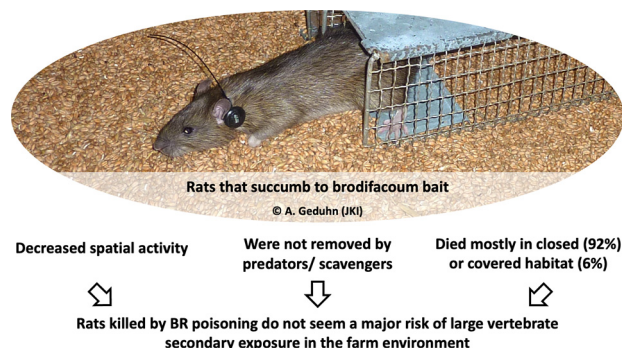 Rats that succumb to brodifacoum bait
© A. Geduhn (JKI)
Decreased spatial activity
Were not removed by
predators/ scavengers
Died mostly in closed (92%)
or covered habitat (6%)
Rats killed by BR poisoning do not seem a major risk of large vertebrate
secondary exposure in the farm environment